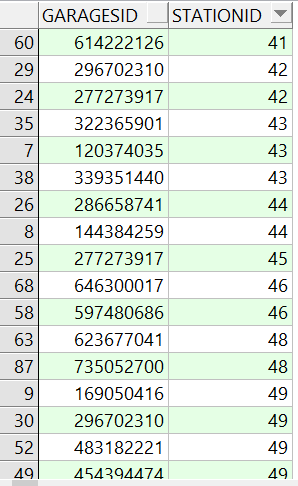 GARAGESID STATIONID
60 614222126 41
29 296702310 42
24 277273917 42
35 322365901 43
7 120374035 43
38 339351440 43
26 286658741 44
8 144384259 44
25 277273917 45
68 646300017 46
58 597480686 46
63 623677041 48
87 735052700 48
9 169050416 49
30 296702310 49
52 483182221 49
49 454394474 49